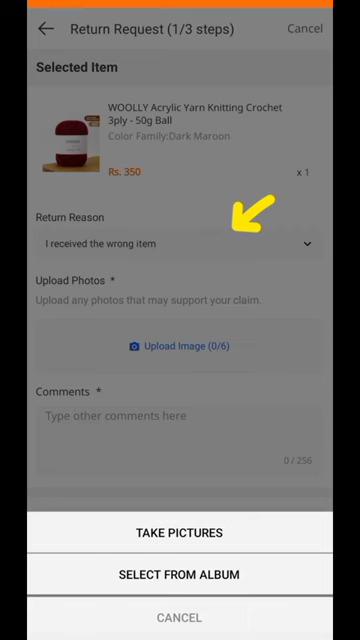 Return Request (1/3 steps)
Cancel
Selected Item
WOOLLY Acrylic Yarn Knitting Crochet
3ply - 50g Ball
Color Family:Dark Maroon
Rs. 350
x 1
Return Reason
I received the wrong item
Upload Photos *
Upload any photos that may support your claim.
Upload Image (0/6)
Comments *
Type other comments here
0 / 256
TAKE PICTURES
SELECT FROM ALBUM
CANCEL